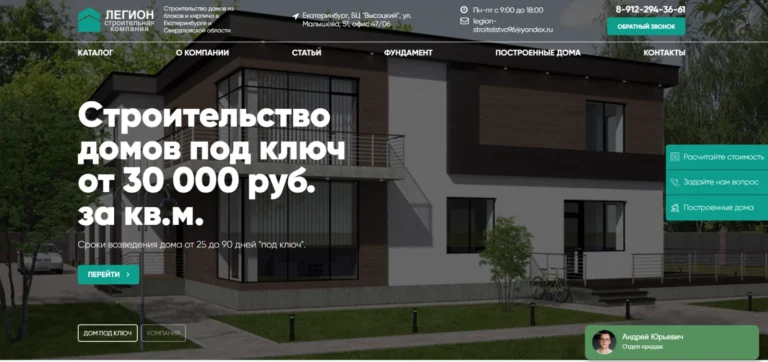 ЛЕГИОН
строительная
компания
Строительство домов из
блоков и кирпича в
Екатеринбурге и
Свердловской области
Екатеринбург, БЦ "Высоцкий", ул.
Малышева, 51, офис 47/06
Пн-пт с 9:00 до 18:00
legion-
stroitelstvo96@yandex.ru
8-912-294-36-61
ОБРАТНЫЙ ЗВОНОК
КАТАЛОГ О КОМПАНИИ СТАТЬИ ФУНДАМЕНТ ПОСТРОЕННЫЕ ДОМА КОНТАКТЫ
Строительство
домов под ключ
от 30 000 руб.
за кв.м.
Сроки возведения дома от 25 до 90 дней "под ключ".
ПЕРЕЙТИ
Расчитайте стоимость
Задайте нам вопрос
Построенные дома
ДОМ ПОД КЛЮЧ КОМПАНИЯ
Андрей Юрьевич
Отдел продаж